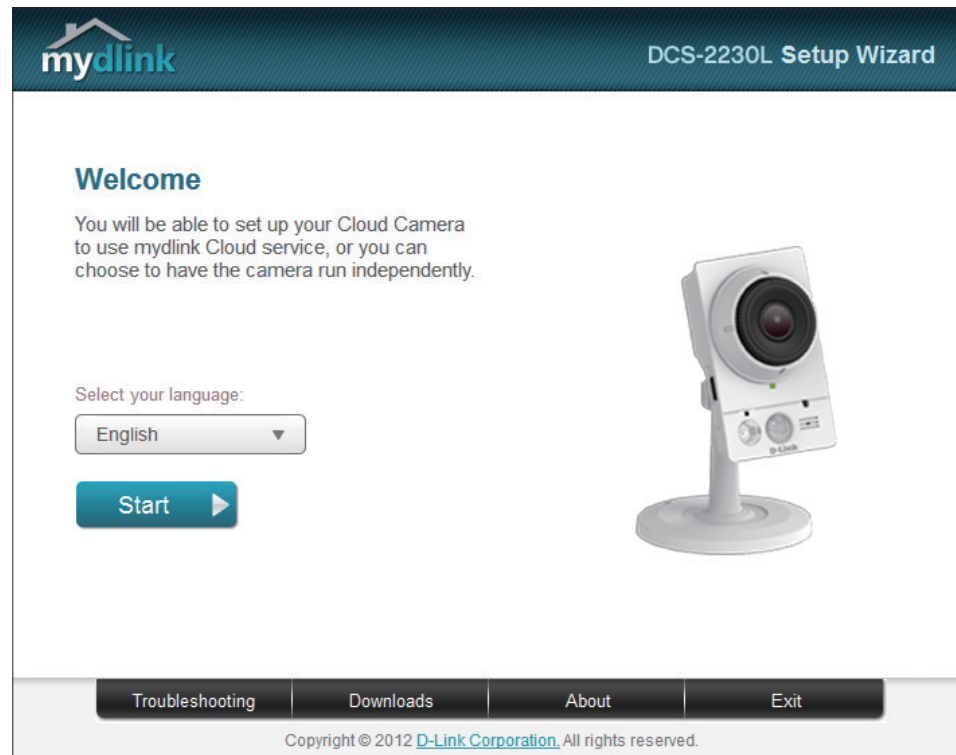 mydlink
DCS-2230L Setup Wizard
Welcome
You will be able to set up your Cloud Camera
to use mydlink Cloud service, or you can
choose to have the camera run independently.
Select your language:
English
Start
D-Link
Troubleshooting
Downloads
About
Exit
Copyright © 2012 D-Link Corporation. All rights reserved.